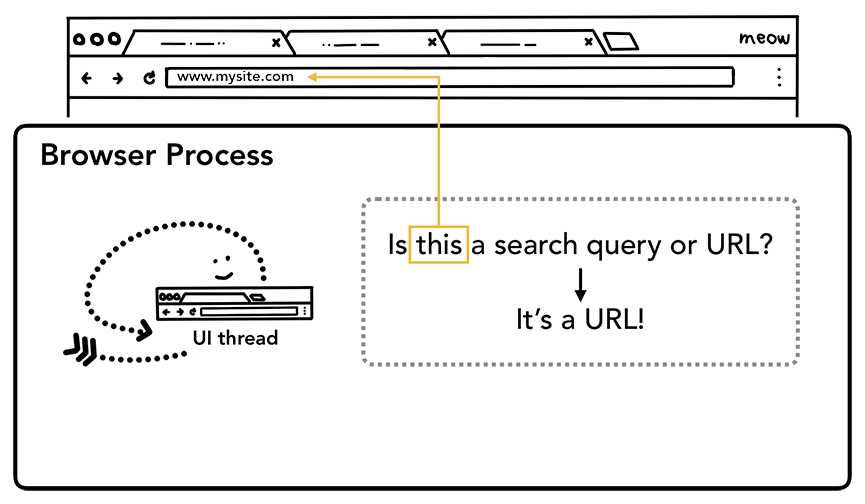 meow
www.mysite.com
Browser Process
Is this a search query or URL?
It's a URL!
UI thread